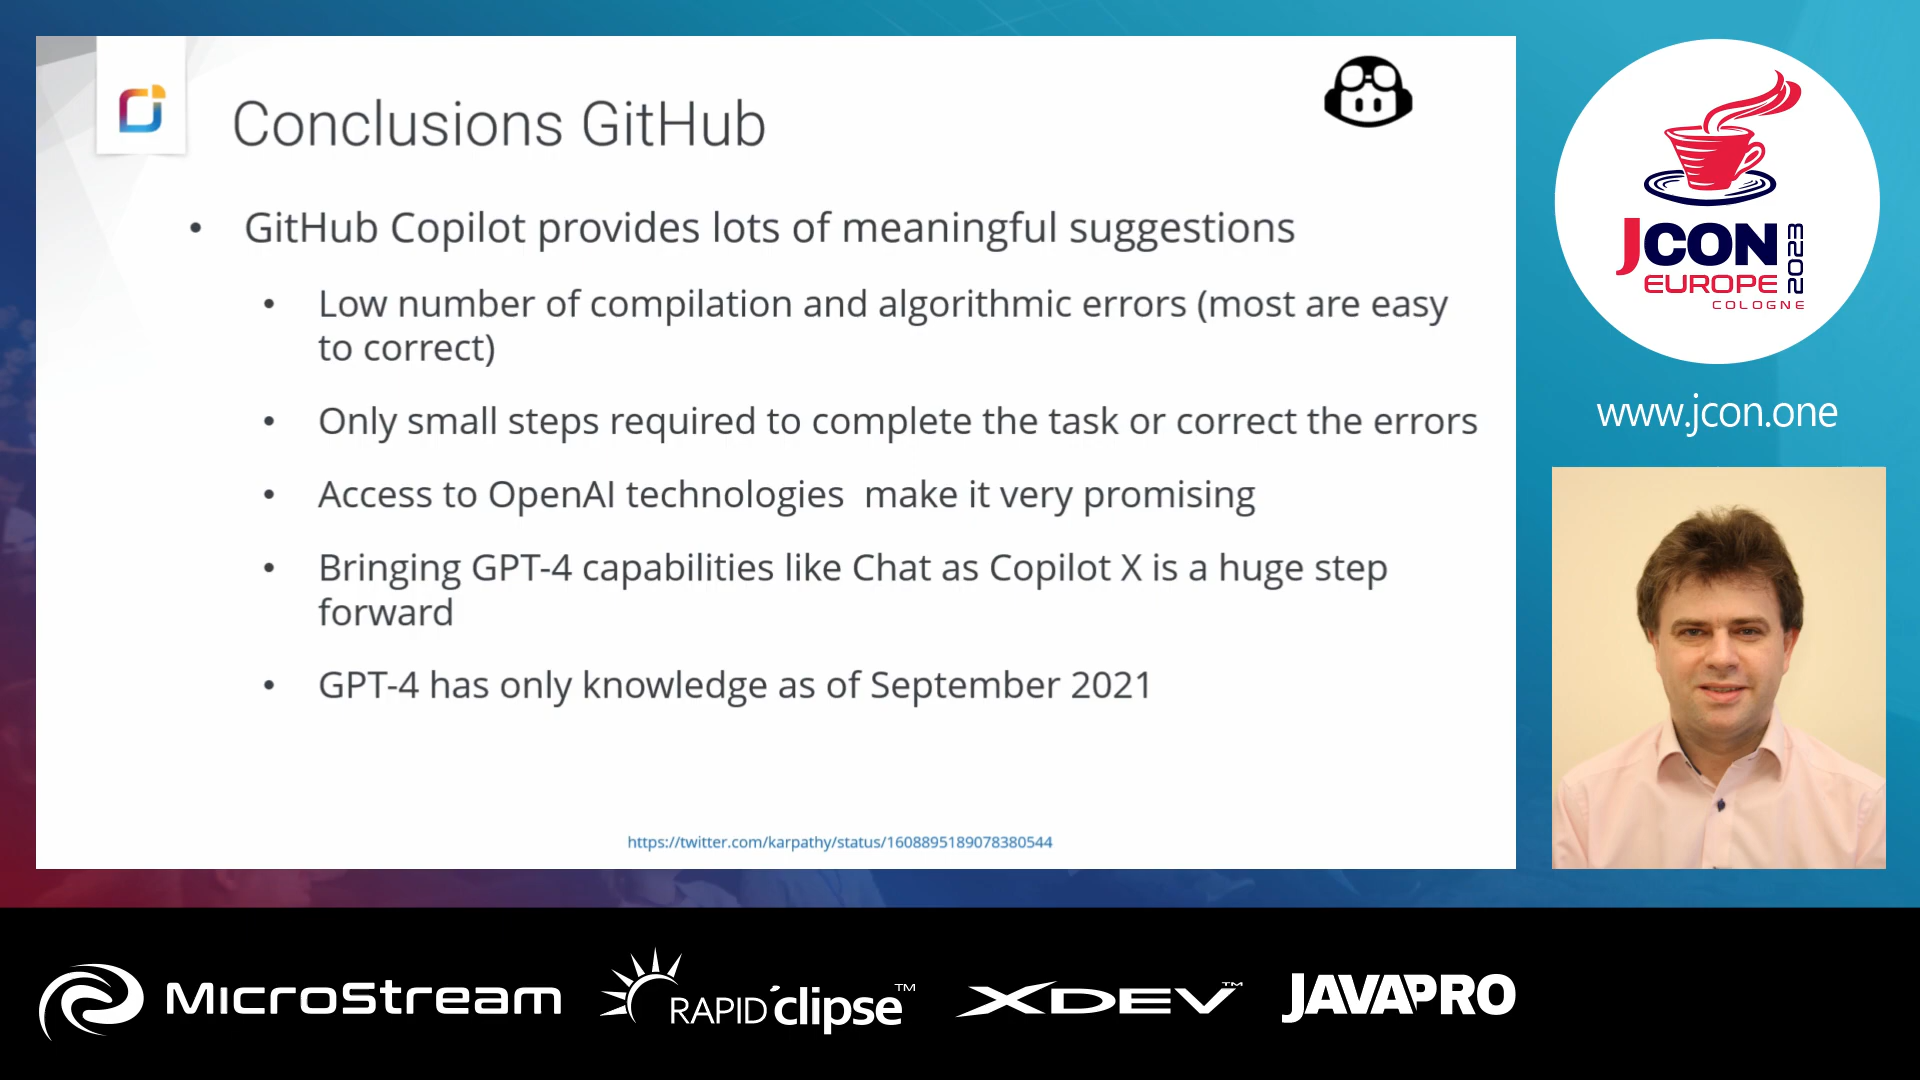 Conclusions GitHub
• GitHub Copilot provides lots of meaningful suggestions
• Low number of compilation and algorithmic errors (most are easy
to correct)
• Only small steps required to complete the task or correct the errors
• Access to OpenAI technologies  make it very promising
• Bringing GPT-4 capabilities like Chat as Copilot X is a huge step
forward
• GPT-4 has only knowledge as of September 2021
https://twitter.com/karpathy/status/1608895189078380544
JCON
EUROPE
2023
COLOGNE
www.jcon.one
MicroStream
RAPID'clipse™
XDEV™
JAVAPRO